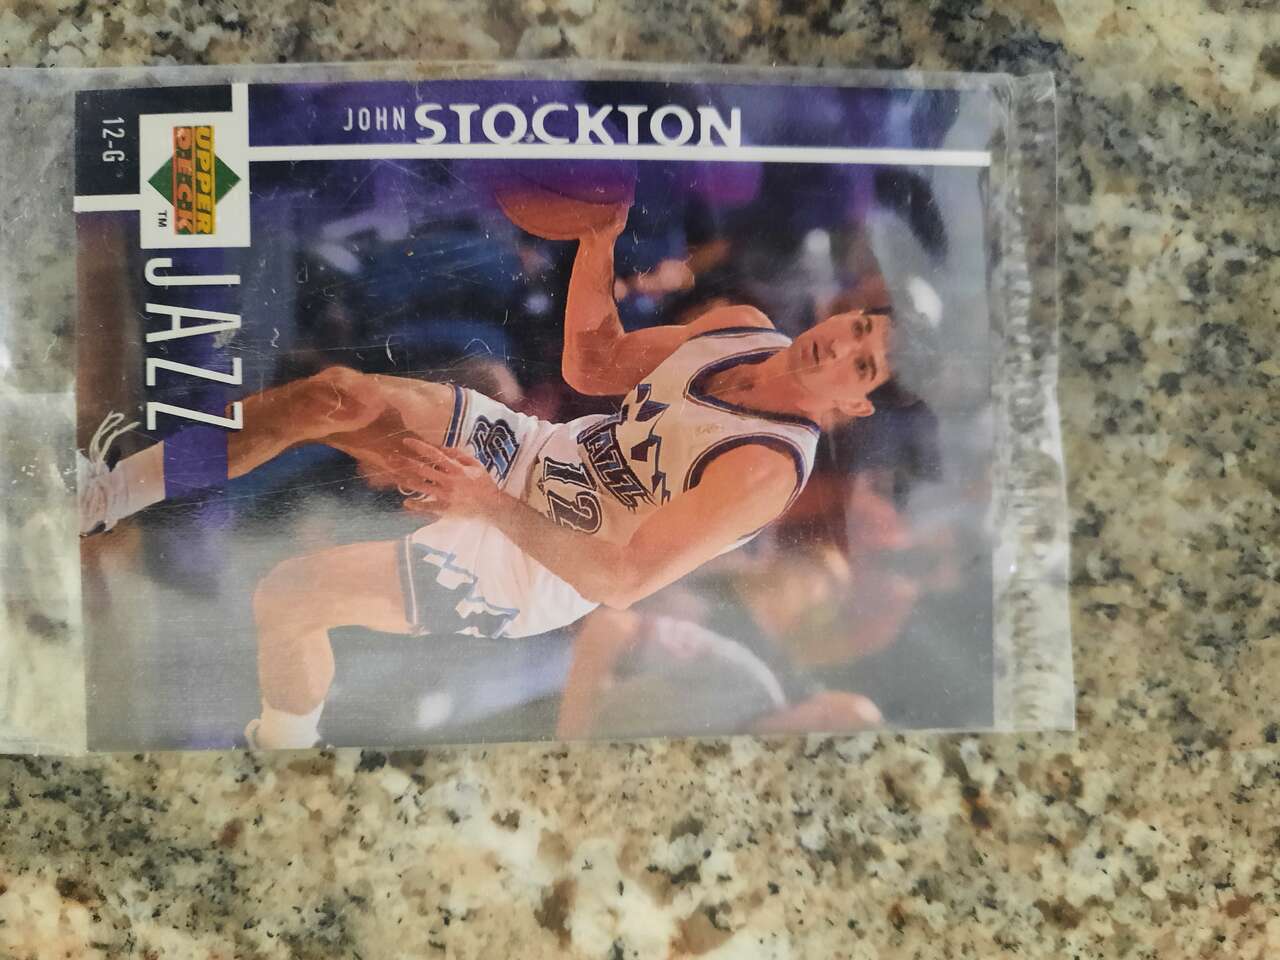 JOHN STOCKTON
12-G
UPPER
DECK
TM
JAZZ
JAZZ
12